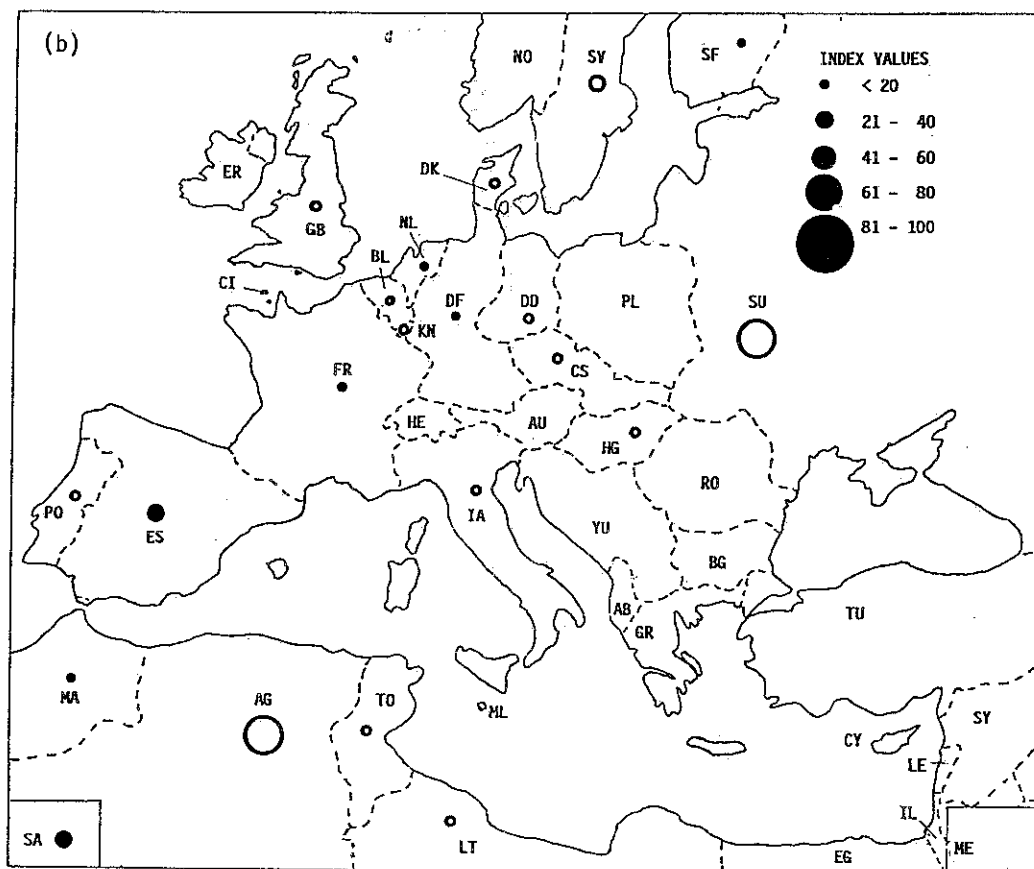 (b)
NO
SY
SF
INDEX VALUES
< 20
21 - 40
41 - 60
61 - 80
81 - 100
ER
GB
DK
NL
BL
CI
KN
DF
DD
PL
SU
CS
FR
HE
AU
HG
RO
PO
ES
IA
YU
BG
AB
GR
TU
MA
AG
TO
ML
SY
CY
LE
SA
LT
IL
ME
EG